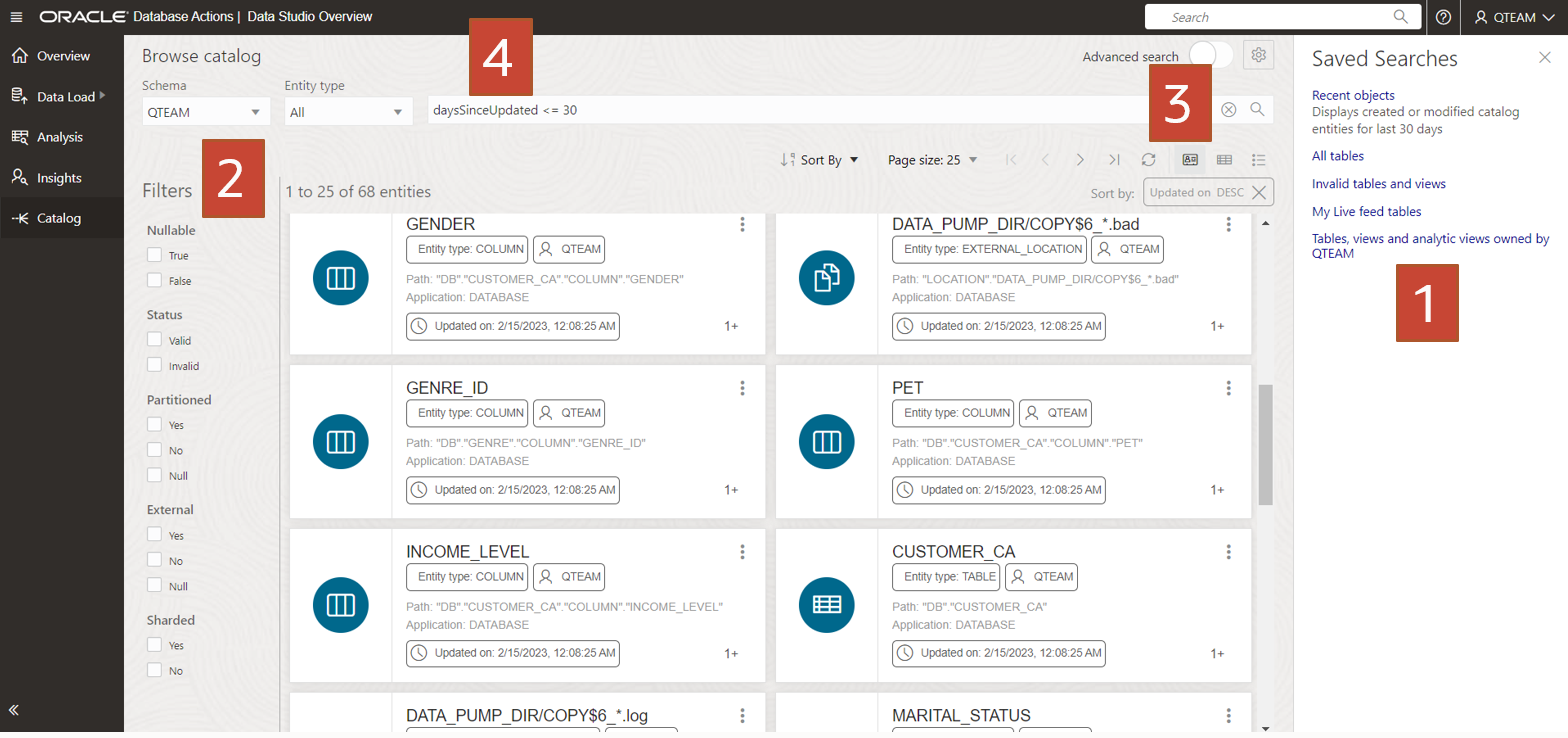 ORACLE Database Actions | Data Studio Overview
Search
QTEAM
Overview
Data Load
Analysis
Insights
Catalog
Browse catalog
4
Advanced search
Schema
Entity type
QTEAM
All
daysSinceUpdated <= 30
3
Sort By
Page size: 25
2
Filters
1 to 25 of 68 entities
Sort by:
Updated on DESC
Nullable
True
False
Status
Valid
Invalid
Partitioned
Yes
No
Null
External
Yes
No
Null
Sharded
Yes
No
GENDER
Entity type: COLUMN
QTEAM
Path: "DB"."CUSTOMER_CA"."COLUMN"."GENDER"
Application: DATABASE
Updated on: 2/15/2023, 12:08:25 AM
1+
DATA_PUMP_DIR/COPY$6_*.bad
Entity type: EXTERNAL_LOCATION
QTEAM
Path: "LOCATION"."DATA_PUMP_DIR/COPY$6_*.bad"
Application: DATABASE
Updated on: 2/15/2023, 12:08:25 AM
1+
GENRE_ID
Entity type: COLUMN
QTEAM
Path: "DB"."GENRE"."COLUMN"."GENRE_ID"
Application: DATABASE
Updated on: 2/15/2023, 12:08:25 AM
1+
PET
Entity type: COLUMN
QTEAM
Path: "DB"."CUSTOMER_CA"."COLUMN"."PET"
Application: DATABASE
Updated on: 2/15/2023, 12:08:25 AM
1+
INCOME_LEVEL
Entity type: COLUMN
QTEAM
Path: "DB"."CUSTOMER_CA"."COLUMN"."INCOME_LEVEL"
Application: DATABASE
Updated on: 2/15/2023, 12:08:25 AM
1+
CUSTOMER_CA
Entity type: TABLE
QTEAM
Path: "DB"."CUSTOMER_CA"
Application: DATABASE
Updated on: 2/15/2023, 12:08:25 AM
1+
DATA_PUMP_DIR/COPY$6_*.log
MARITAL_STATUS
Saved Searches
Recent objects
Displays created or modified catalog
entities for last 30 days
All tables
Invalid tables and views
My Live feed tables
Tables, views and analytic views owned by
QTEAM
1